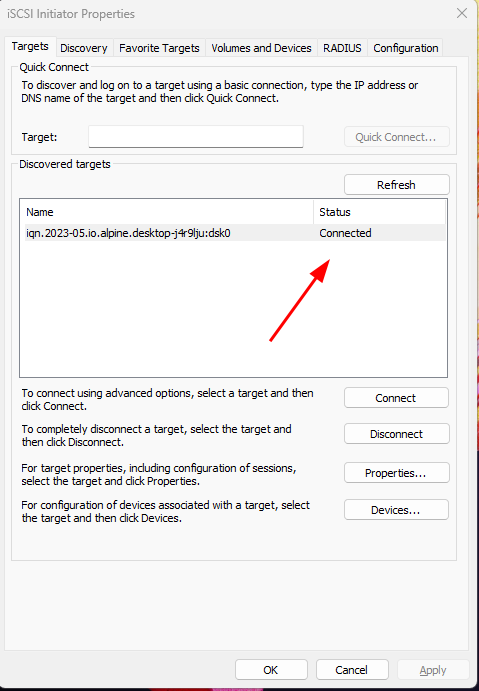 iSCSI Initiator Properties
Targets Discovery Favorite Targets Volumes and Devices RADIUS Configuration
Quick Connect
To discover and log on to a target using a basic connection, type the IP address or
DNS name of the target and then click Quick Connect.
Target: Quick Connect...
Discovered targets
Refresh
Name Status
iqn.2023-05.io.alpine.desktop-j4r9lju:dsk0 Connected
To connect using advanced options, select a target and then
click Connect.
Connect
To completely disconnect a target, select the target and
then click Disconnect.
Disconnect
For target properties, including configuration of sessions,
select the target and click Properties.
Properties...
For configuration of devices associated with a target, select
the target and then click Devices.
Devices...
OK Cancel Apply